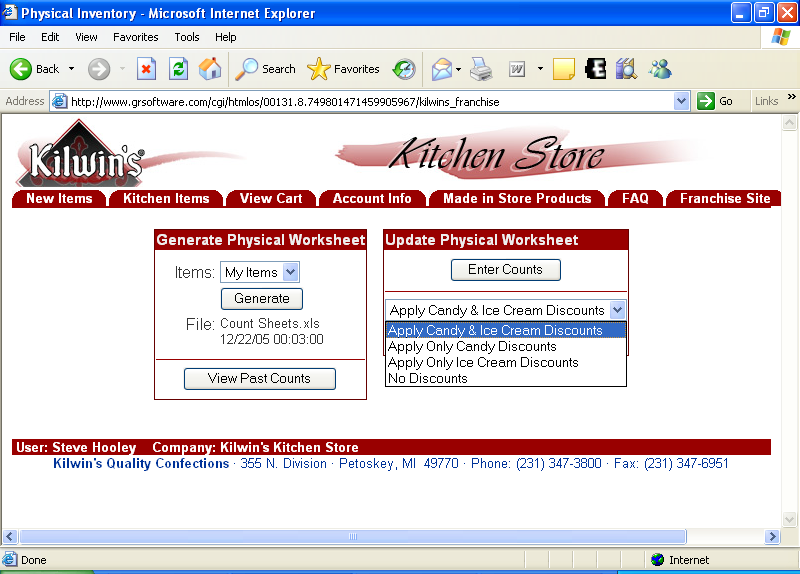 Physical Inventory - Microsoft Internet Explorer
File Edit View Favorites Tools Help
Back Search Favorites W E
Address http://www.grsoftware.com/cgi/htmlos/00131.8.749801471459905967/kilwins_franchise Go Links »
Kilwin's® Kitchen Store
New Items Kitchen Items View Cart Account Info Made in Store Products FAQ Franchise Site
Generate Physical Worksheet
Items: My Items
Generate
File: Count Sheets.xls
12/22/05 00:03:00
View Past Counts
Update Physical Worksheet
Enter Counts
Apply Candy & Ice Cream Discounts
Apply Candy & Ice Cream Discounts
Apply Only Candy Discounts
Apply Only Ice Cream Discounts
No Discounts
User: Steve Hooley Company: Kilwin's Kitchen Store
Kilwin's Quality Confections · 355 N. Division · Petoskey, MI 49770 · Phone: (231) 347-3800 · Fax: (231) 347-6951
Done Internet